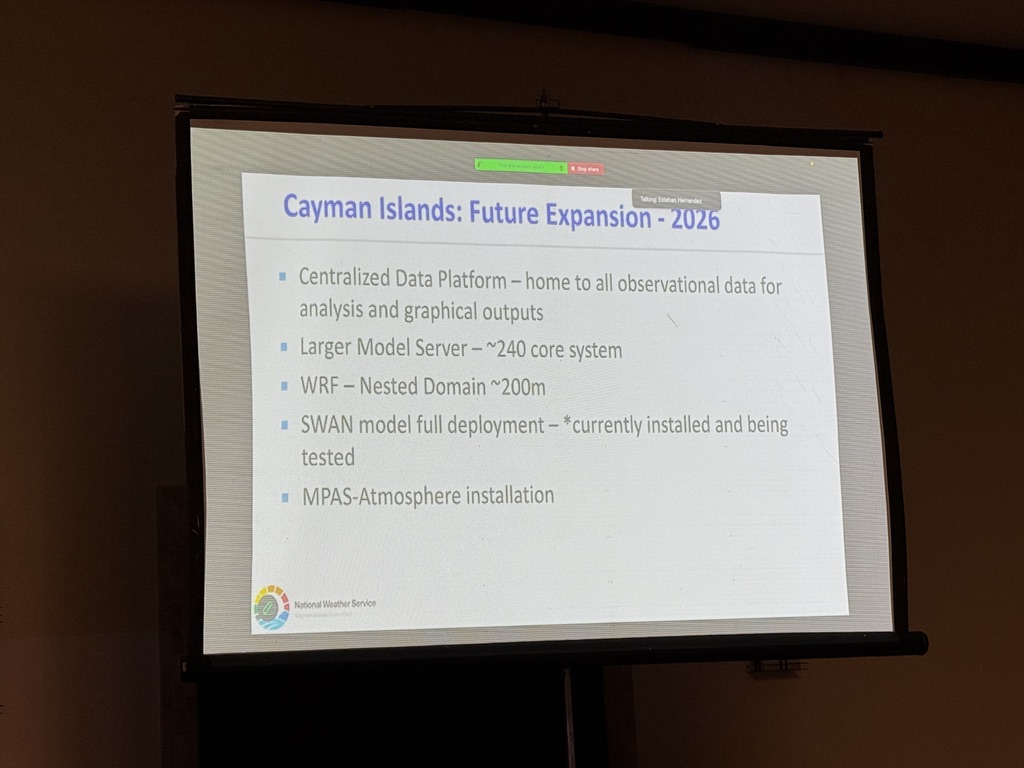 Stop share
Talking: Esteban Hernandez
Cayman Islands: Future Expansion - 2026
Centralized Data Platform – home to all observational data for
analysis and graphical outputs
Larger Model Server – ~240 core system
WRF – Nested Domain ~200m
SWAN model full deployment – *currently installed and being
tested
MPAS-Atmosphere installation
National Weather Service